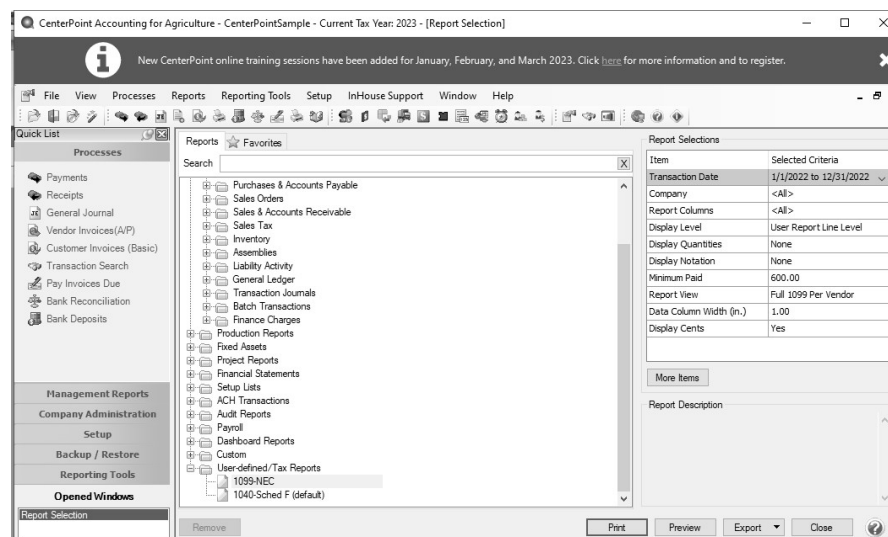 CenterPoint Accounting for Agriculture - CenterPointSample - Current Tax Year: 2023 - [Report Selection]
New CenterPoint online training sessions have been added for January, February, and March 2023. Click here for more information and to register.
File View Processes Reports Reporting Tools Setup InHouse Support Window Help
Quick List
Processes
Payments
Receipts
General Journal
Vendor Invoices(A/P)
Customer Invoices (Basic)
Transaction Search
Pay Invoices Due
Bank Reconciliation
Bank Deposits
Management Reports
Company Administration
Setup
Backup / Restore
Reporting Tools
Opened Windows
Report Selection
Reports Favorites
Search X
Purchases & Accounts Payable
Sales Orders
Sales & Accounts Receivable
Sales Tax
Inventory
Assemblies
Liability Activity
General Ledger
Transaction Journals
Batch Transactions
Finance Charges
Production Reports
Fixed Assets
Project Reports
Financial Statements
Setup Lists
ACH Transactions
Audit Reports
Payroll
Dashboard Reports
Custom
User-defined/Tax Reports
1099-NEC
1040-Sched F (default)
Remove Print Preview Export Close
Report Selections
Item Selected Criteria
Transaction Date 1/1/2022 to 12/31/2022
Company <All>
Report Columns <All>
Display Level User Report Line Level
Display Quantities None
Display Notation None
Minimum Paid 600.00
Report View Full 1099 Per Vendor
Data Column Width (in.) 1.00
Display Cents Yes
More Items
Report Description